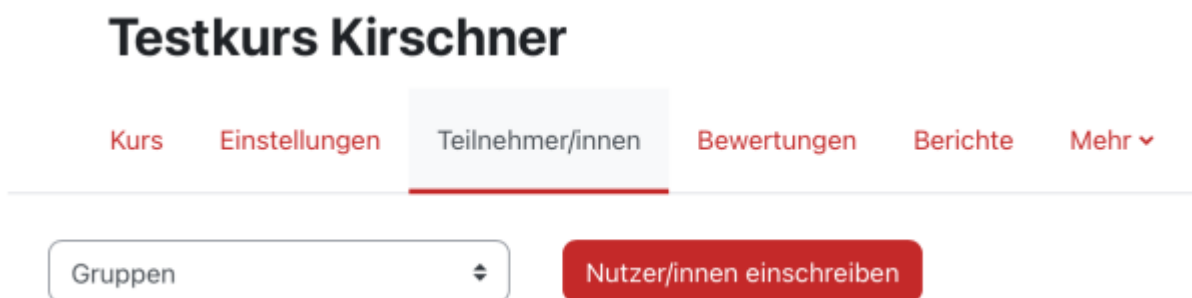 Testkurs Kirschner
Kurs Einstellungen Teilnehmer/innen Bewertungen Berichte Mehr
Gruppen Nutzer/innen einschreiben